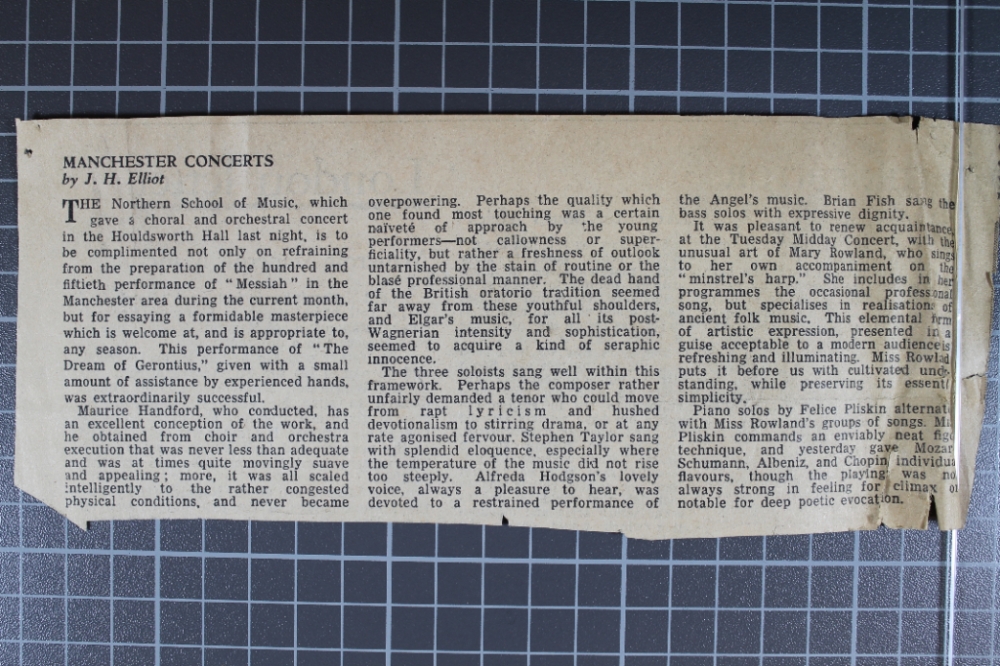 MANCHESTER CONCERTS
by J. H. Elliot
THE Northern School of Music, which
gave a choral and orchestral concert
in the Houldsworth Hall last night, is to
be complimented not only on refraining
from the preparation of the hundred and
fiftieth performance of "Messiah" in the
Manchester area during the current month,
but for essaying a formidable masterpiece
which is welcome at, and is appropriate to,
any season. This performance of "The
Dream of Gerontius," given with a small
amount of assistance by experienced hands,
was extraordinarily successful.
Maurice Handford, who conducted, has
an excellent conception of the work, and
he obtained from choir and orchestra
execution that was never less than adequate
and was at times quite movingly suave
and appealing; more, it was all scaled
intelligently to the rather congested
physical conditions, and never became
overpowering. Perhaps the quality which
one found most touching was a certain
naïveté of approach by the young
performers—not callowness or super-
ficiality, but rather a freshness of outlook
untarnished by the stain of routine or the
blasé professional manner. The dead hand
of the British oratorio tradition seemed
far away from these youthful shoulders,
and Elgar's music, for all its post-
Wagnerian intensity and sophistication,
seemed to acquire a kind of seraphic
innocence.
The three soloists sang well within this
framework. Perhaps the composer rather
unfairly demanded a tenor who could move
from rapt lyricism and hushed
devotionalism to stirring drama, or at any
rate agonised fervour. Stephen Taylor sang
with splendid eloquence, especially where
the temperature of the music did not rise
too steeply. Alfreda Hodgson's lovely
voice, always a pleasure to hear, was
devoted to a restrained performance of
the Angel's music. Brian Fish sang the
bass solos with expressive dignity.
It was pleasant to renew acquaintance,
at the Tuesday Midday Concert, with the
unusual art of Mary Rowland, who sings
to her own accompaniment on the
"minstrel's harp." She includes in her
programmes the occasional professional
song, but specialises in realisations of
ancient folk music. This elemental form
of artistic expression, presented in a
guise acceptable to a modern audience is
refreshing and illuminating. Miss Rowland
puts it before us with cultivated unde
standing, while preserving its essenti
simplicity.
Piano solos by Felice Pliskin alternate
with Miss Rowland's groups of songs. Mi
Pliskin commands an enviably neat
technique, and yesterday gave Mozar
Schumann, Albeniz, and Chopin individua
flavours, though the playing was no
always strong in feeling for climax o
notable for deep poetic evocation.